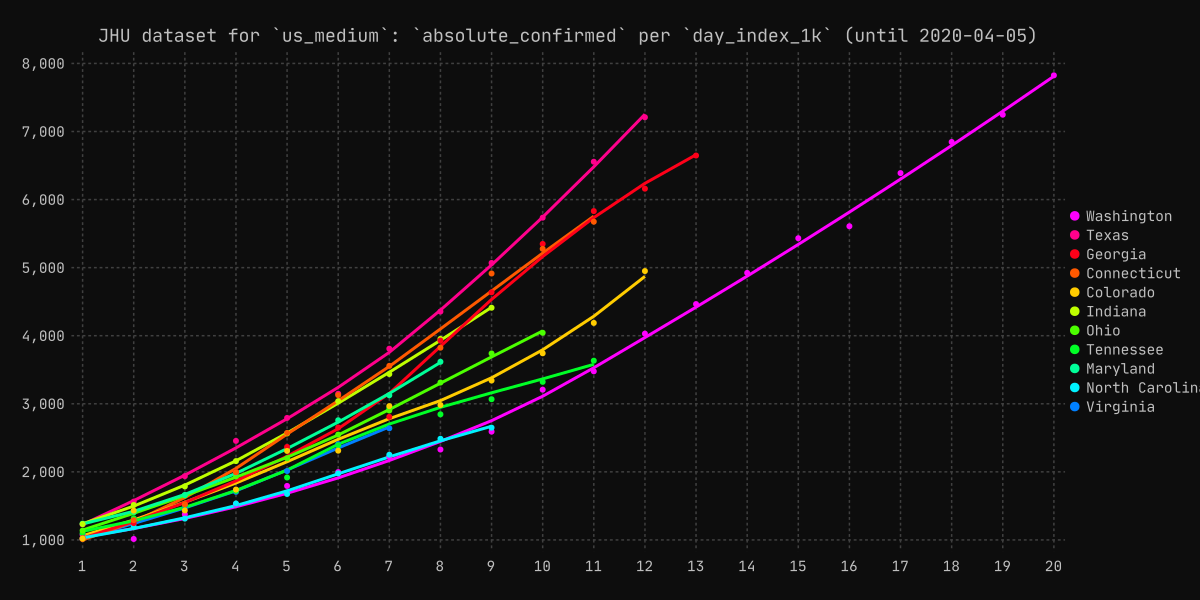 JHU dataset for `us_medium`: `absolute_confirmed` per `day_index_1k` (until 2020-04-05)
8,000
7,000
6,000
5,000
4,000
3,000
2,000
1,000
1 2 3 4 5 6 7 8 9 10 11 12 13 14 15 16 17 18 19 20
Washington
Texas
Georgia
Connecticut
Colorado
Indiana
Ohio
Tennessee
Maryland
North Carolin
Virginia